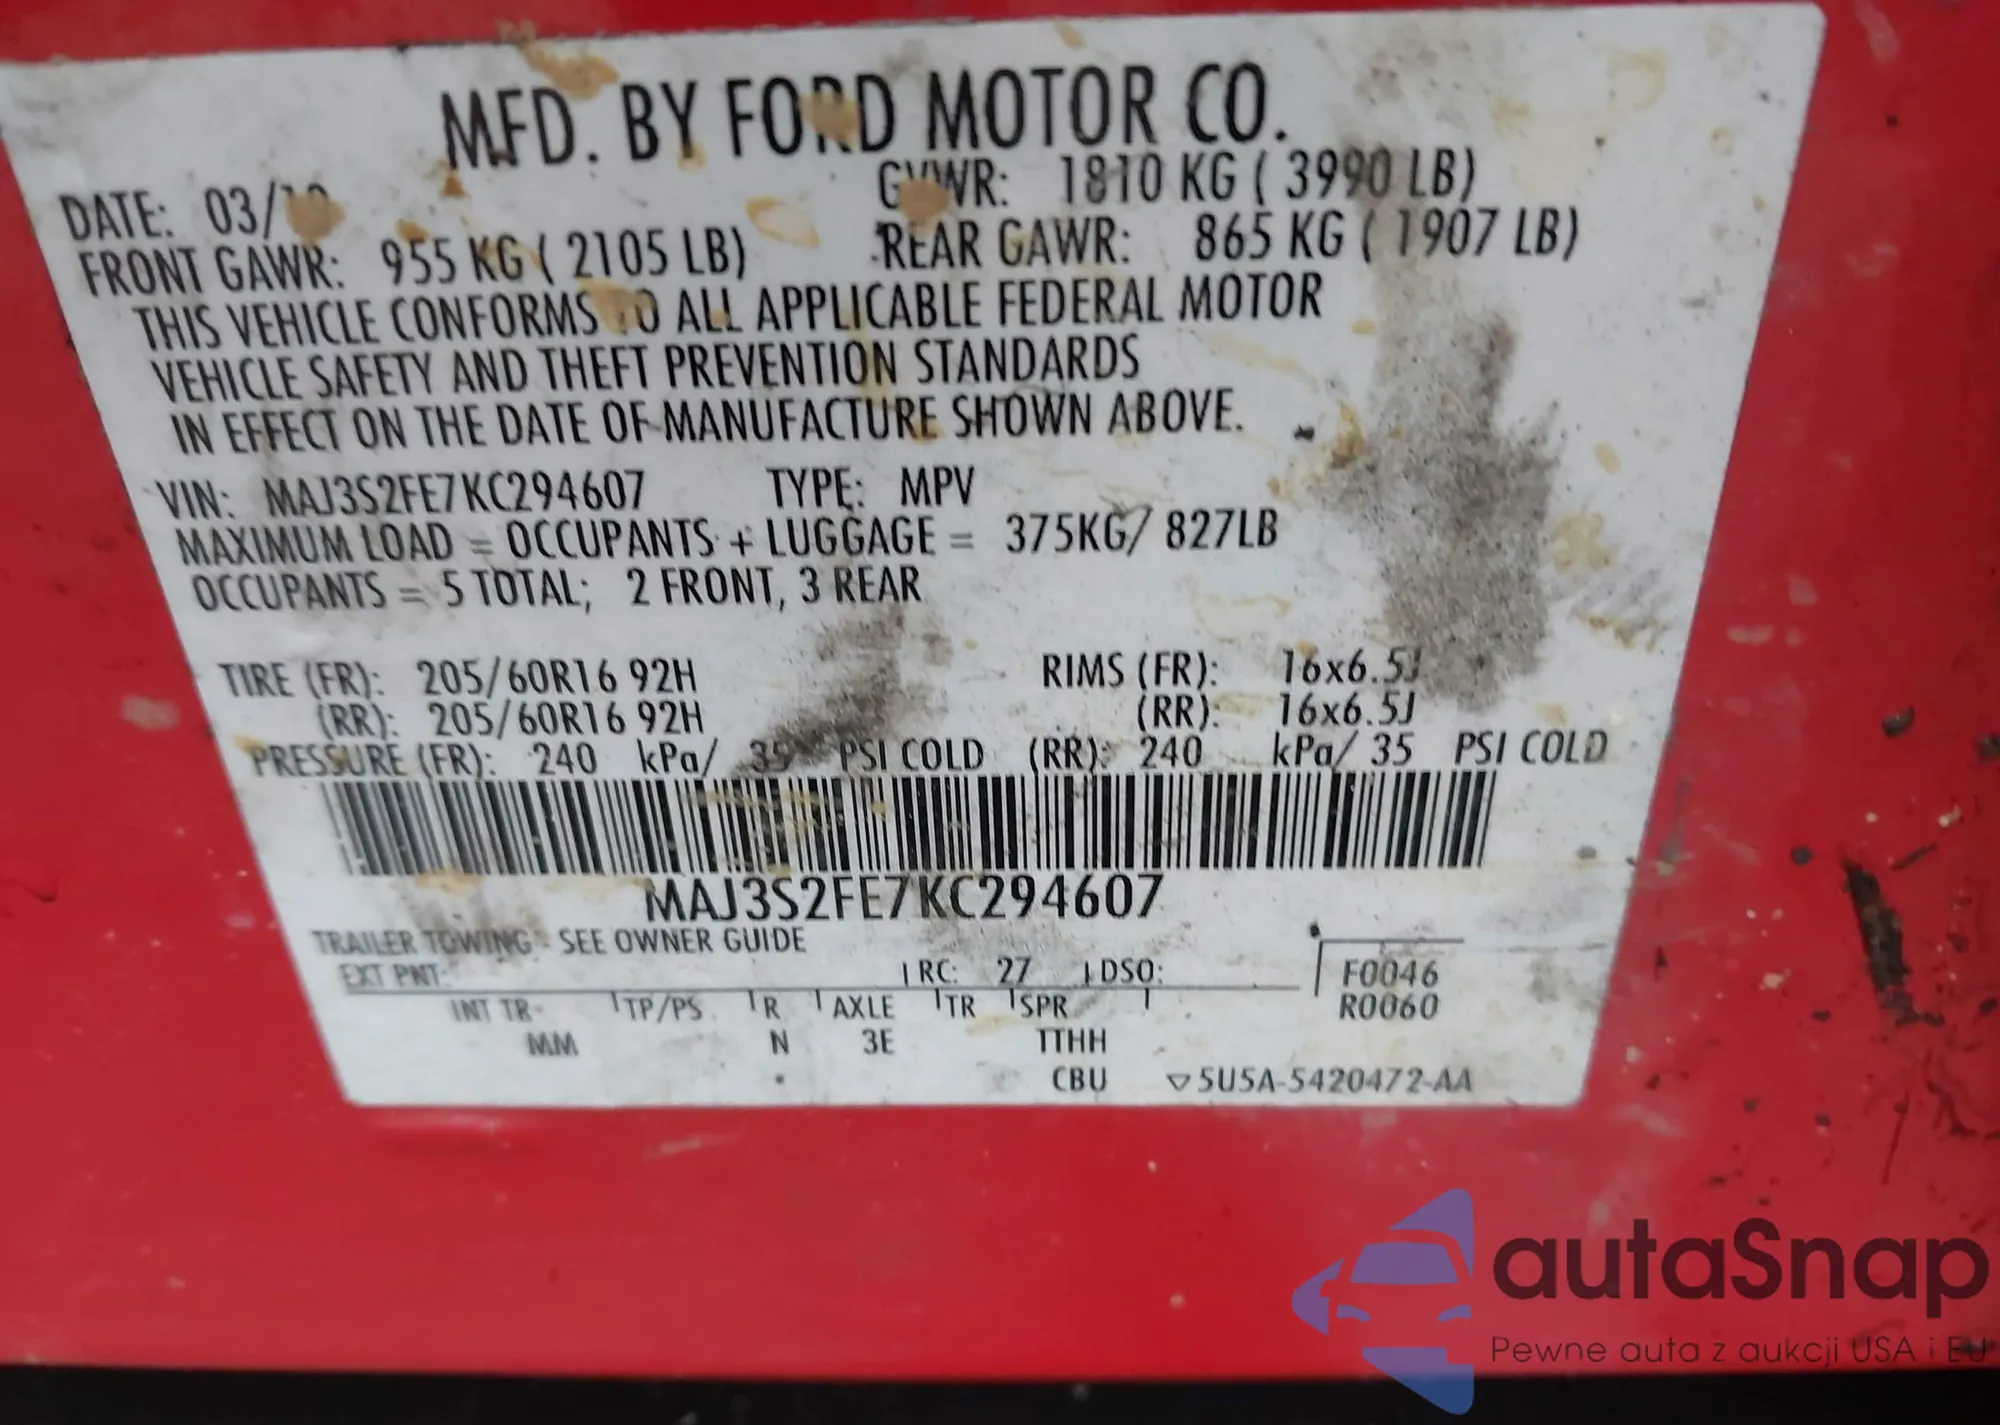 MFD. BY FORD MOTOR CO.
DATE: 03/19 GVWR: 1810 KG ( 3990 LB)
FRONT GAWR: 955 KG ( 2105 LB) REAR GAWR: 865 KG ( 1907 LB)
THIS VEHICLE CONFORMS TO ALL APPLICABLE FEDERAL MOTOR
VEHICLE SAFETY AND THEFT PREVENTION STANDARDS
IN EFFECT ON THE DATE OF MANUFACTURE SHOWN ABOVE.
VIN: MAJ3S2FE7KC294607 TYPE: MPV
MAXIMUM LOAD = OCCUPANTS + LUGGAGE = 375KG/ 827LB
OCCUPANTS = 5 TOTAL; 2 FRONT, 3 REAR
TIRE (FR): 205/60R16 92H RIMS (FR): 16x6.5J
(RR): 205/60R16 92H (RR): 16x6.5J
PRESSURE (FR): 240 kPa/ 35 PSI COLD (RR): 240 kPa/ 35 PSI COLD
MAJ3S2FE7KC294607
TRAILER TOWING - SEE OWNER GUIDE
EXT PNT: RC: 27 DSO: F0046
INT TR TP/PS R AXLE TR SPR R0060
MM N 3E TTHH
CBU ▽5U5A-5420472-AA
autaSnap
Pewne auta z aukcji USA i EU